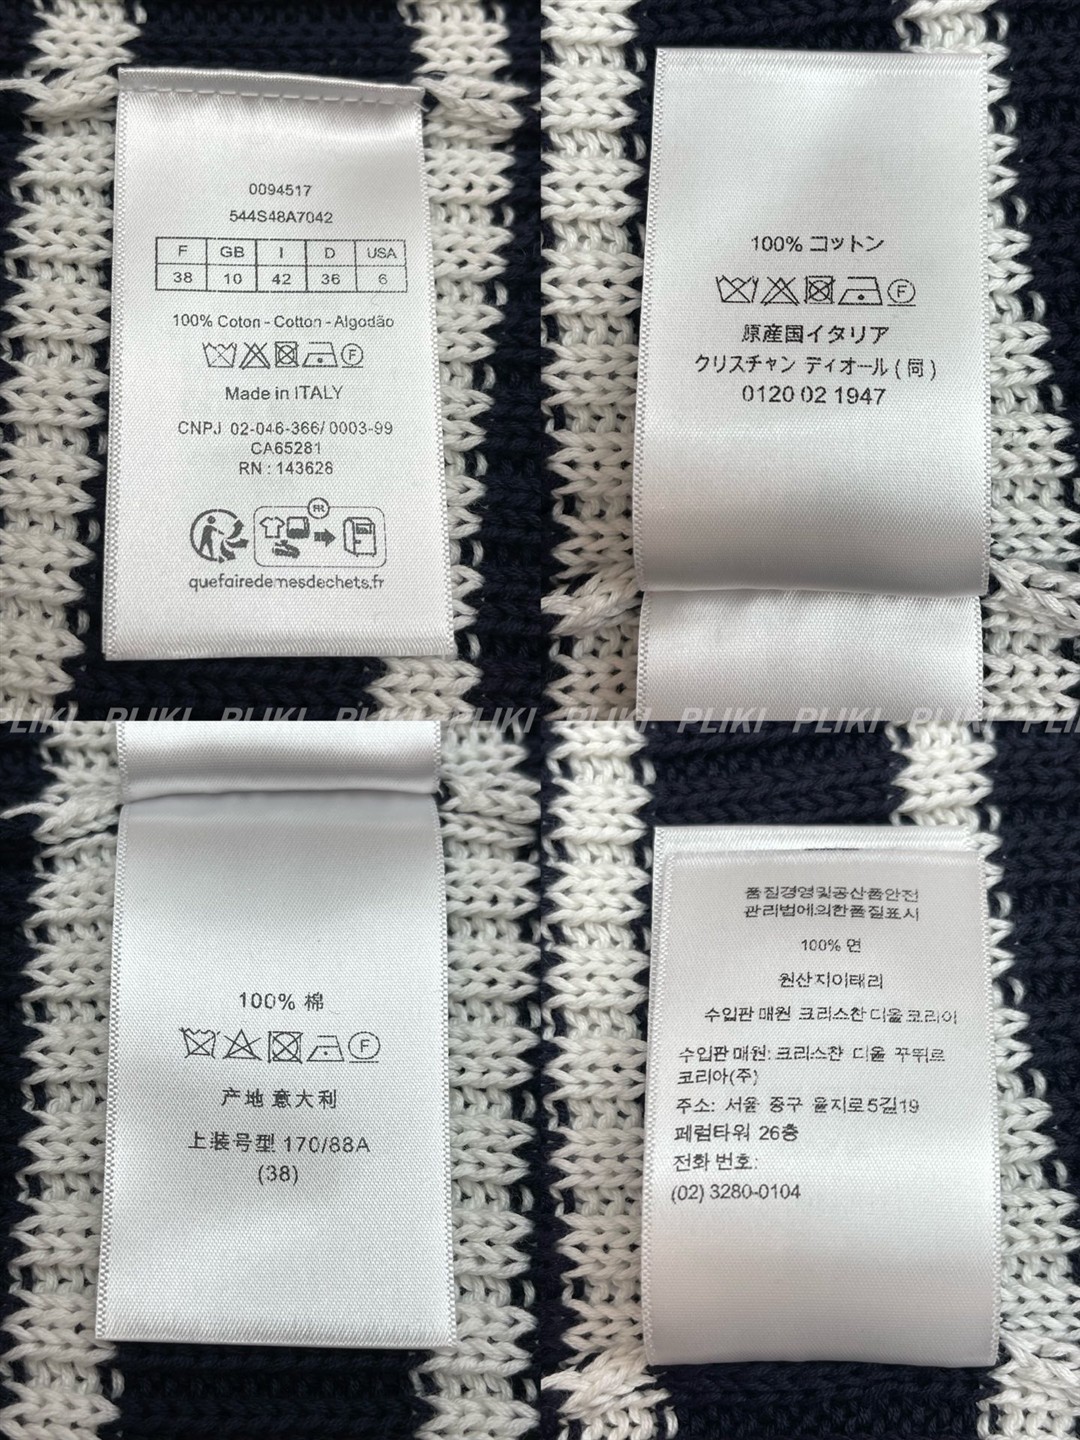 0094517
544S48A7042
F GB I D USA
38 10 42 36 6
100% Coton - Cotton - Algodão
F
Made in ITALY
CNPJ 02-046-366/ 0003-99
CA65281
RN : 143628
FR
quefairedemesdechets.fr
100% コットン
F
原産国イタリア
クリスチャン ディオール ( 同 )
0120 02 1947
PLIKI PLIKI PLIKI PLIKI PLIKI PLIKI PLIKI PLIKI PLIKI
100% 棉
F
产地 意大利
上装号型 170/88A
(38)
품질경영및공산품안전
관리법에의한품질표시
100% 면
원산지이태리
수입판 매원 크리스챤 디올 코리아
수입판 매원: 크리스챤 디올 꾸뛰르
코리아(주)
주소: 서울 중구 을지로5길19
페럼타워 26층
전화 번호:
(02) 3280-0104